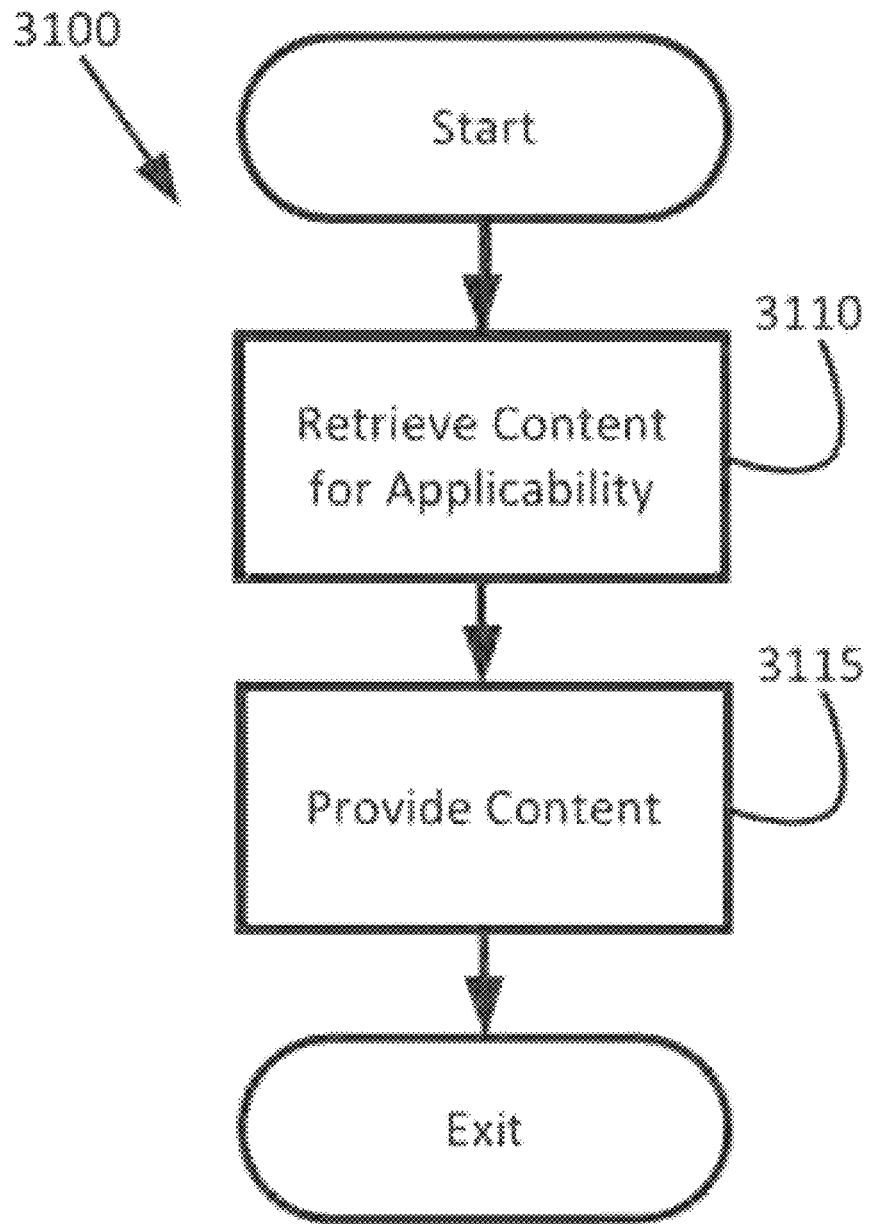 3100
Start
3110
Retrieve Content
for Applicability
3115
Provide Content
Exit